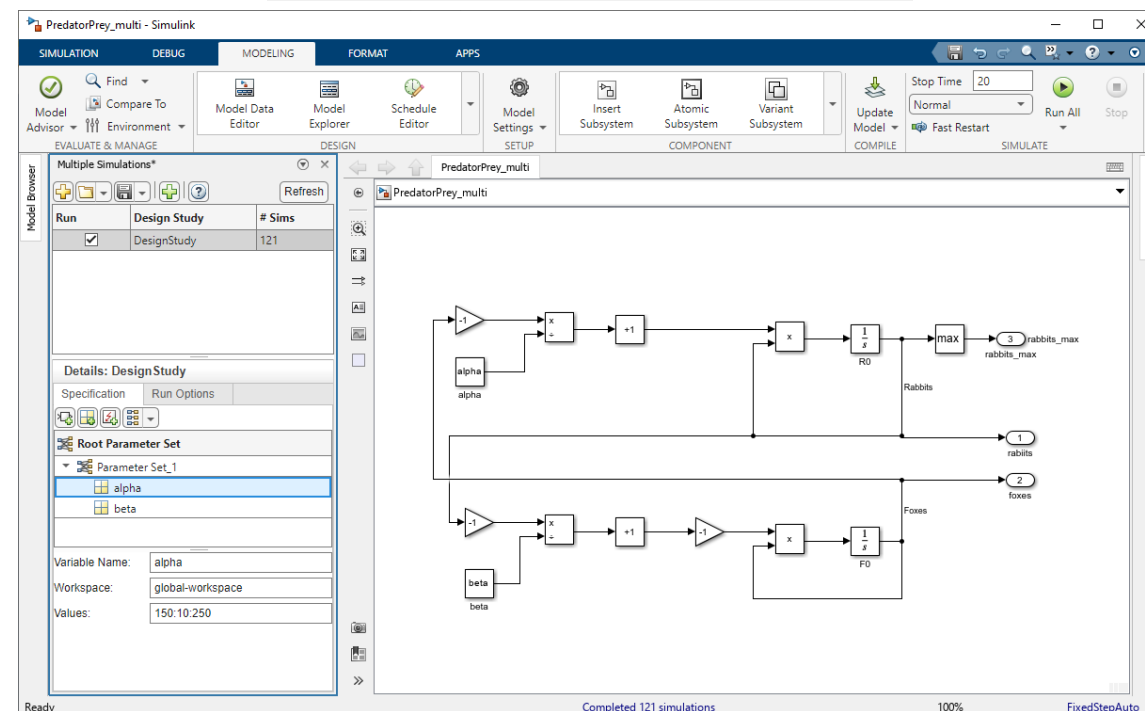 PredatorPrey_multi - Simulink
SIMULATION DEBUG MODELING FORMAT APPS
Find
Compare To
Environment
Model Advisor
EVALUATE & MANAGE
Model Data Editor
Model Explorer
Schedule Editor
DESIGN
Model Settings
SETUP
Insert Subsystem
Atomic Subsystem
Variant Subsystem
COMPONENT
Update Model
COMPILE
Stop Time 20
Normal
Fast Restart
Run All
Stop
SIMULATE
Model Browser
Multiple Simulations*
Refresh
Run Design Study # Sims
DesignStudy 121
Details: DesignStudy
Specification Run Options
Root Parameter Set
Parameter Set_1
alpha
beta
Variable Name: alpha
Workspace: global-workspace
Values: 150:10:250
PredatorPrey_multi
PredatorPrey_multi
-1
x
÷
+1
x
1
s
R0
max
3
rabbits_max
rabbits_max
alpha
alpha
Rabbits
1
rabiits
2
foxes
Foxes
-1
x
÷
+1
-1
x
1
s
F0
beta
beta
Ready Completed 121 simulations 100% FixedStepAuto